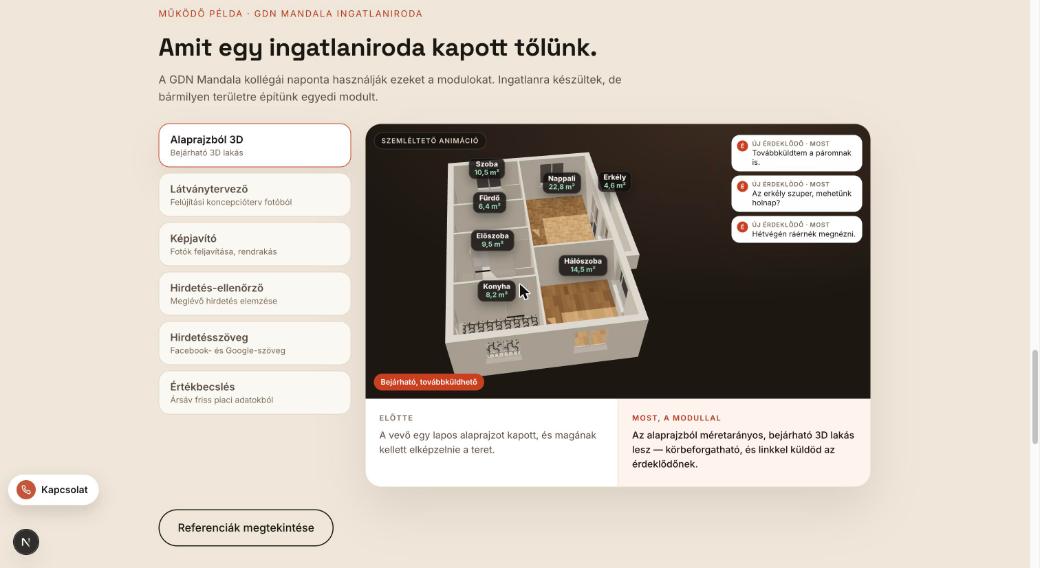 MŰKÖDŐ PÉLDA · GDN MANDALA INGATLANIRODA
Amit egy ingatlaniroda kapott tőlünk.
A GDN Mandala kollégái naponta használják ezeket a modulokat. Ingatlanra készültek, de
bármilyen területre építünk egyedi modult.
Alaprajzból 3D
Bejárható 3D lakás
Látványtervező
Felújítási koncepcióterv fotóból
Képjavító
Fotók feljavítása, rendrakás
Hirdetés-ellenőrző
Meglévő hirdetés elemzése
Hirdetésszöveg
Facebook- és Google-szöveg
Értékbecslés
Ársáv friss piaci adatokból
SZEMLÉLTETŐ ANIMÁCIÓ
Szoba
10,5 m²
Nappali
22,8 m²
Erkély
4,6 m²
Fürdő
6,4 m²
Előszoba
9,5 m²
Hálószoba
14,5 m²
Konyha
8,2 m²
É
ÚJ ÉRDEKLŐDŐ · MOST
Továbbküldtem a páromnak
is.
É
ÚJ ÉRDEKLŐDŐ · MOST
Az erkély szuper, mehetünk
holnap?
É
ÚJ ÉRDEKLŐDŐ · MOST
Hétvégén ráérnék megnézni.
Bejárható, továbbküldhető
ELŐTTE
A vevő egy lapos alaprajzot kapott, és magának
kellett elképzelnie a teret.
MOST, A MODULLAL
Az alaprajzból méretarányos, bejárható 3D lakás
lesz — körbeforgatható, és linkkel küldöd az
érdeklődőnek.
Kapcsolat
Referenciák megtekintése
N